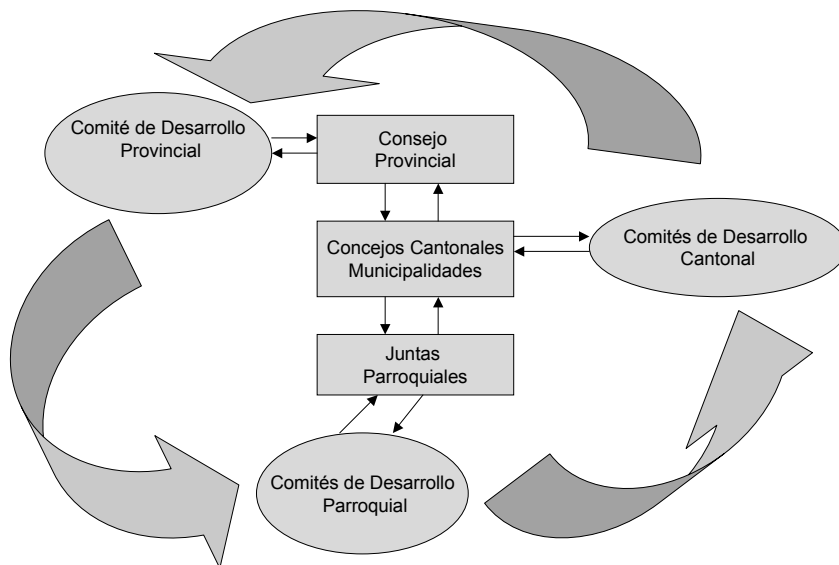 Comité de Desarrollo
Provincial
Consejo
Provincial
Concejos Cantonales
Municipalidades
Comités de Desarrollo
Cantonal
Juntas
Parroquiales
Comités de Desarrollo
Parroquial